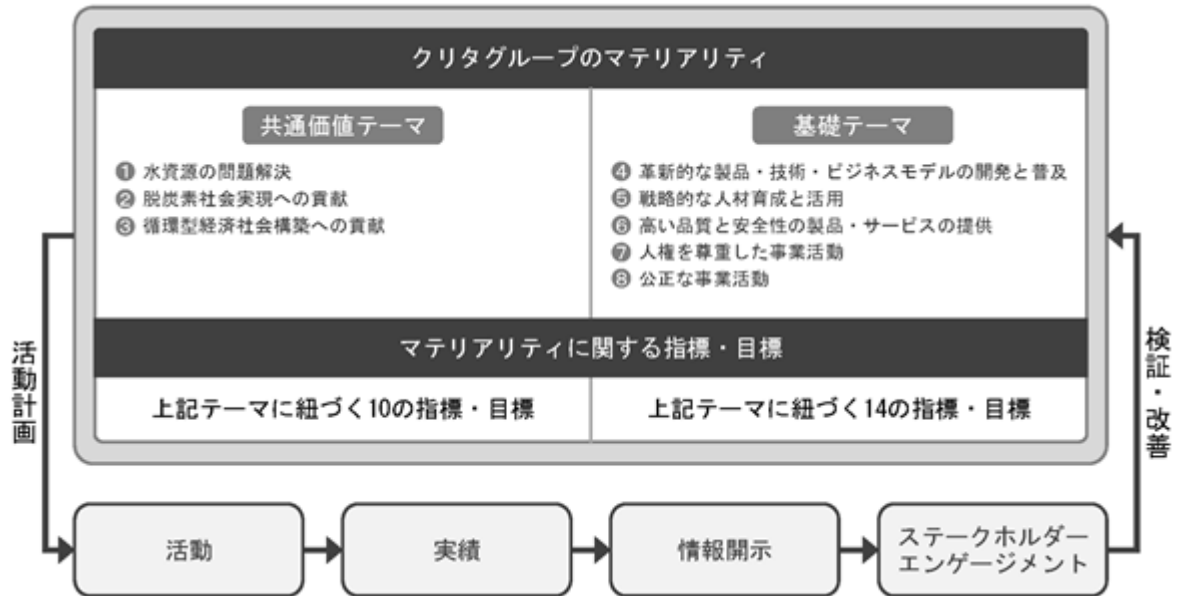 クリタグループのマテリアリティ
共通価値テーマ
❶ 水資源の問題解決
❷ 脱炭素社会実現への貢献
❸ 循環型経済社会構築への貢献
基礎テーマ
❹ 革新的な製品・技術・ビジネスモデルの開発と普及
❺ 戦略的な人材育成と活用
❻ 高い品質と安全性の製品・サービスの提供
❼ 人権を尊重した事業活動
❽ 公正な事業活動
マテリアリティに関する指標・目標
上記テーマに紐づく10の指標・目標
上記テーマに紐づく14の指標・目標
活動計画
検証・改善
活動
実績
情報開示
ステークホルダー
エンゲージメント